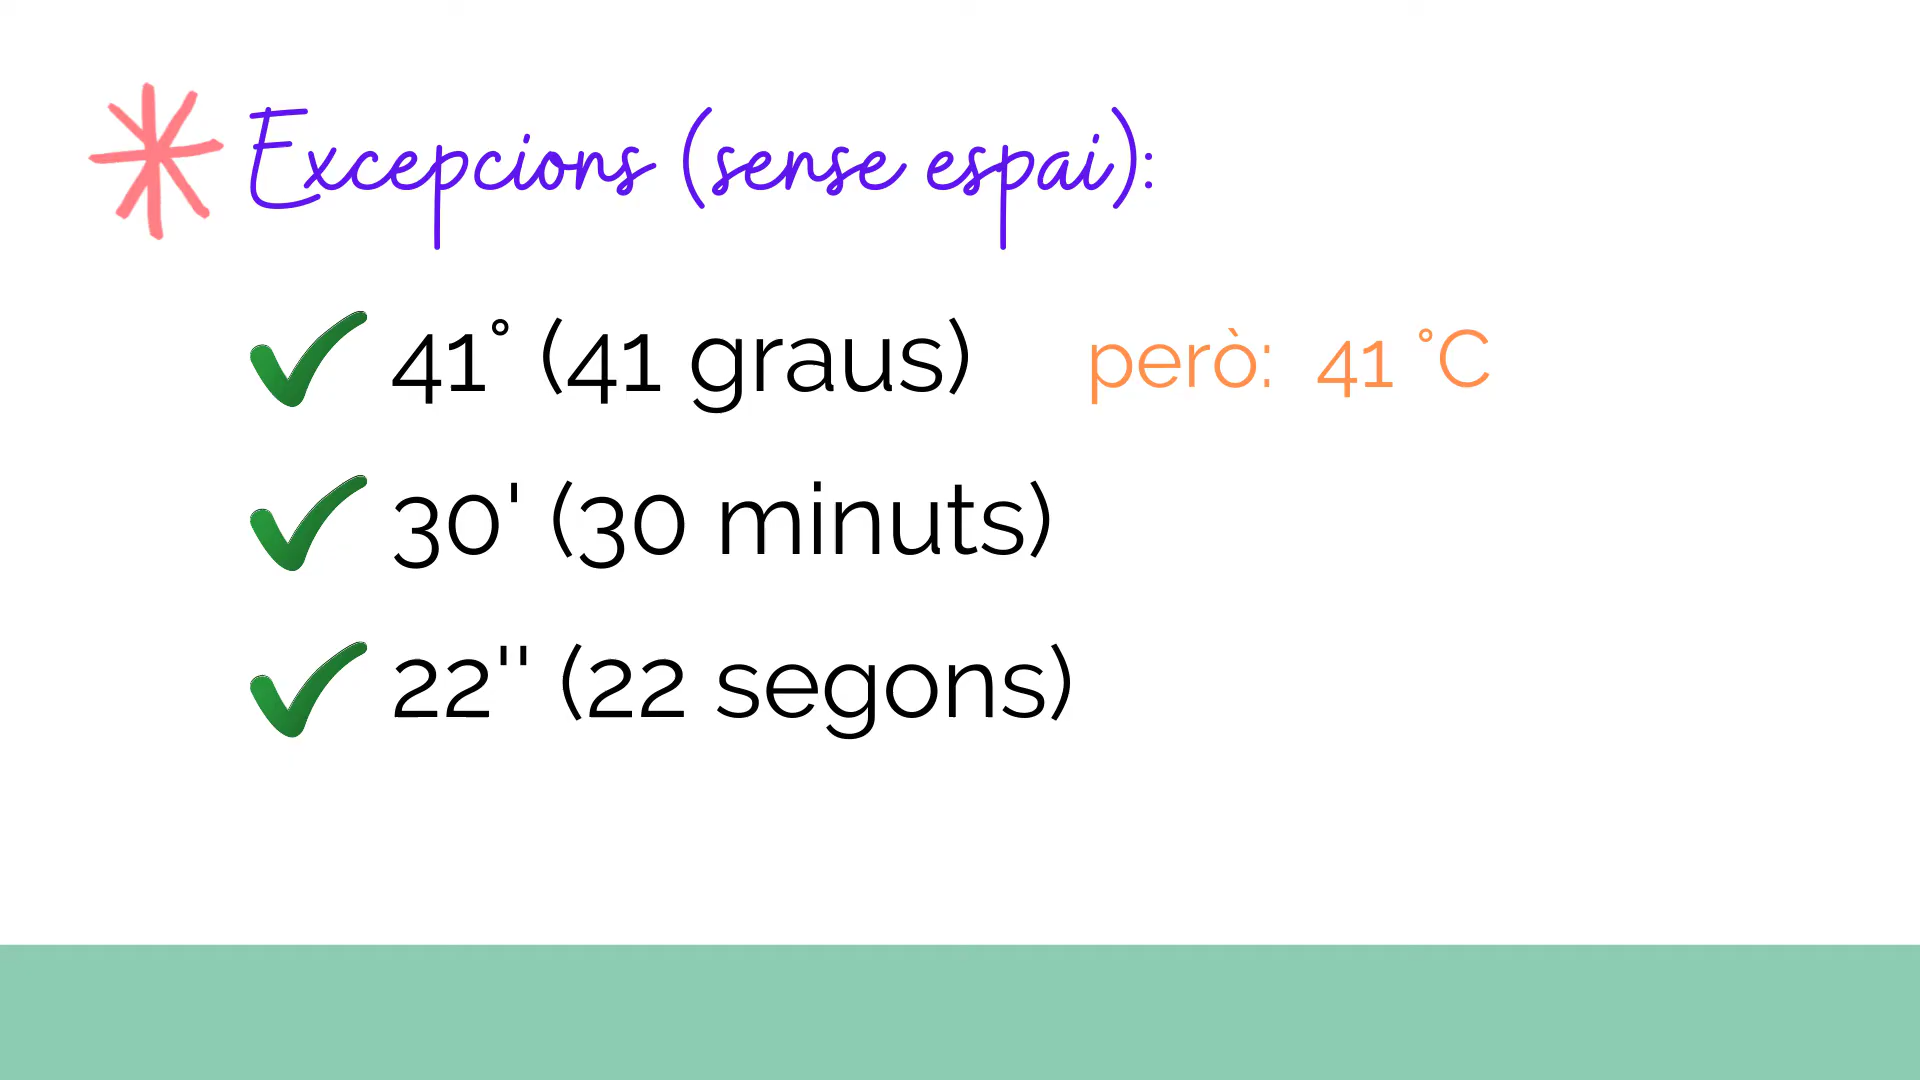 Excepcions (sense espai):
41° (41 graus) però: 41 °C
30' (30 minuts)
22'' (22 segons)